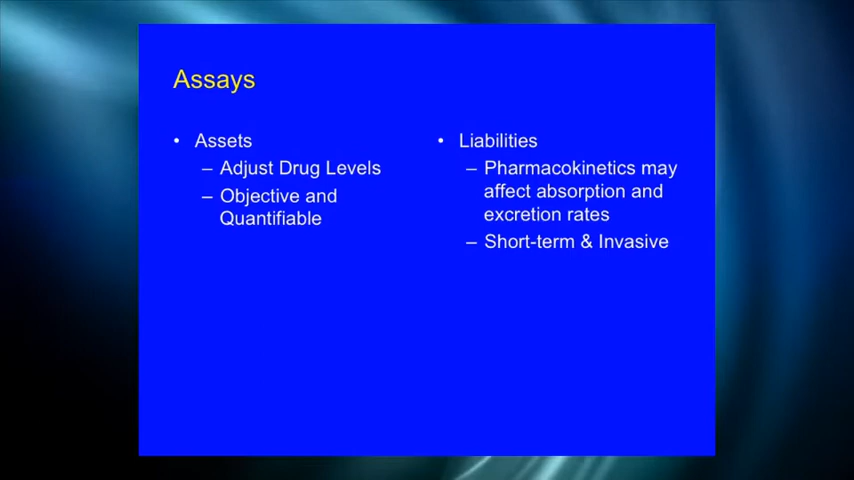 Assays
• Assets
– Adjust Drug Levels
– Objective and
Quantifiable
• Liabilities
– Pharmacokinetics may
affect absorption and
excretion rates
– Short-term & Invasive